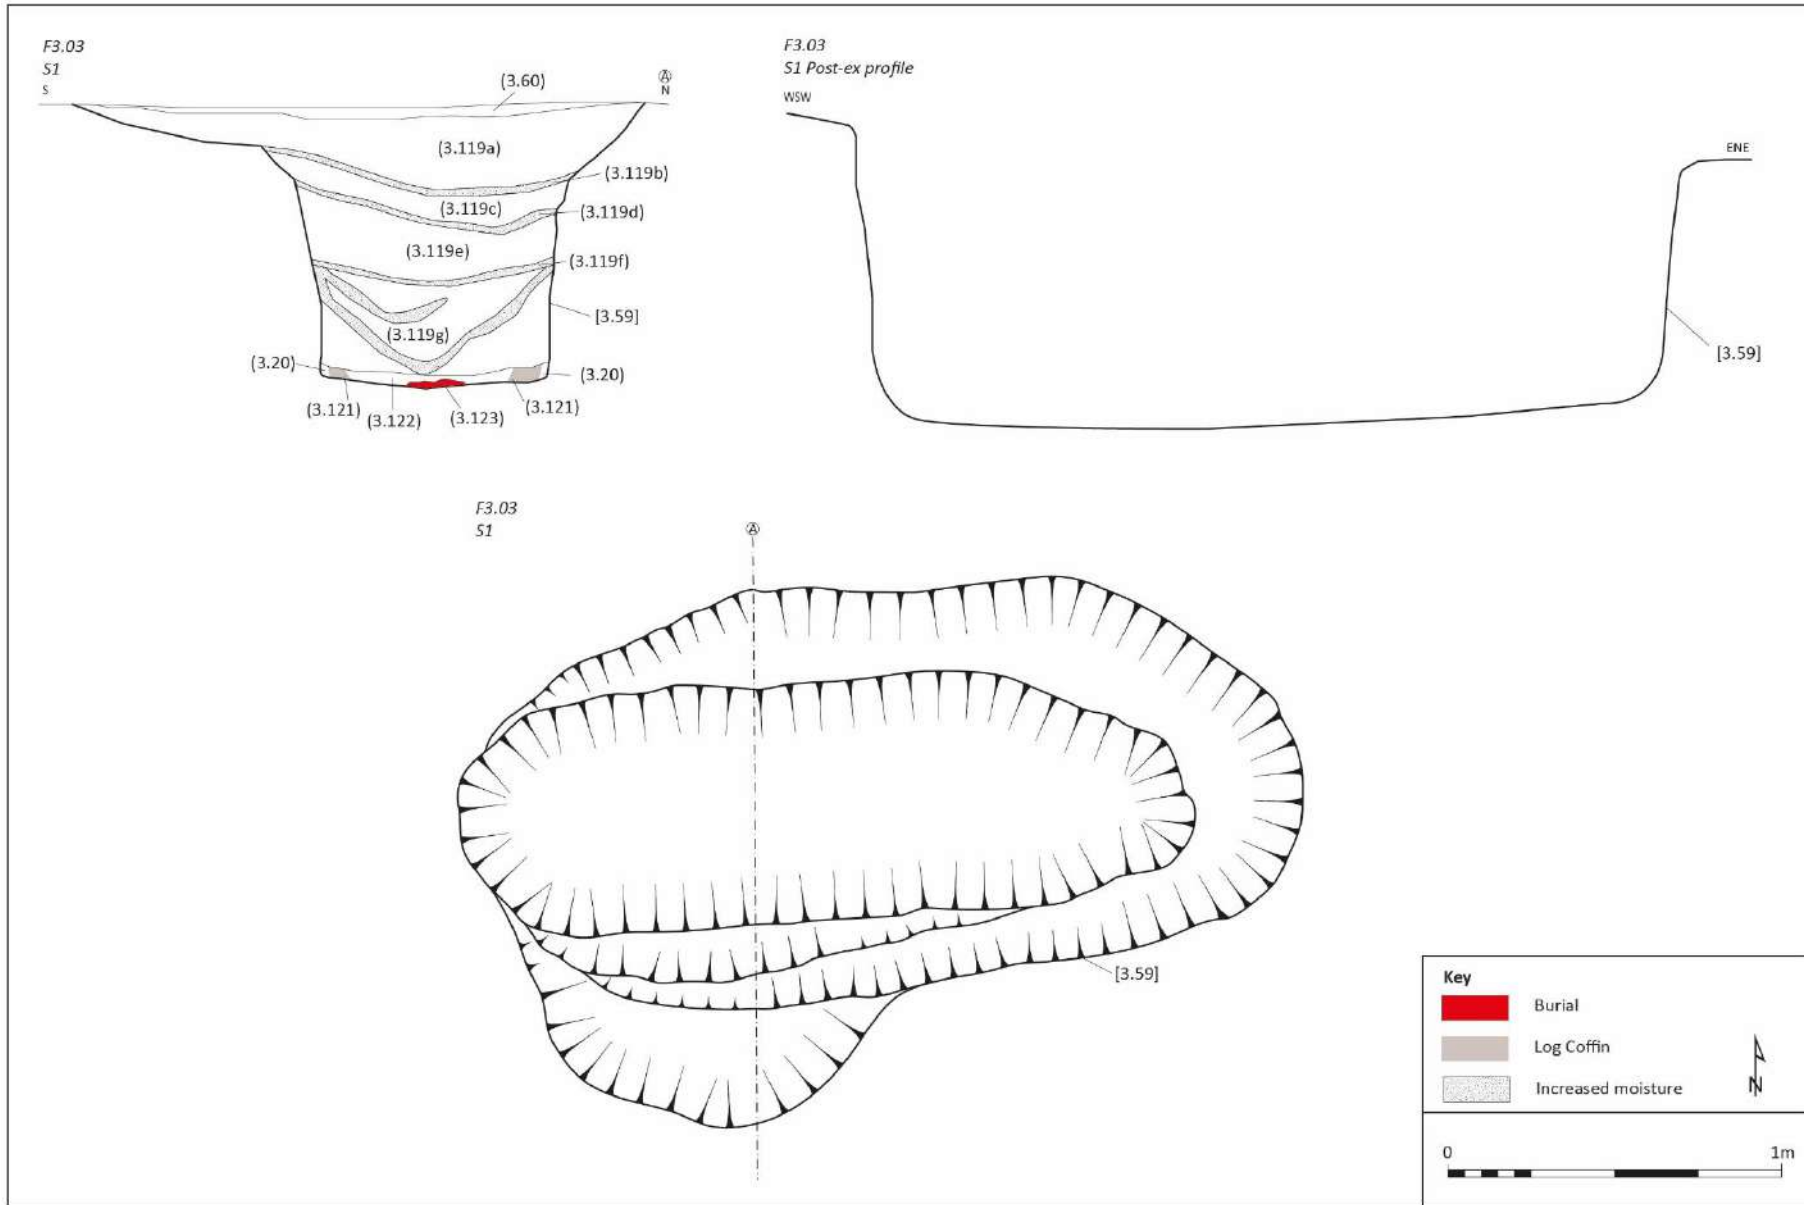 F3.03
S1
S
Ⓐ
N
(3.60)
(3.119a)
(3.119b)
(3.119c)
(3.119d)
(3.119e)
(3.119f)
[3.59]
(3.119g)
(3.20)
(3.20)
(3.121)
(3.122)
(3.123)
(3.121)
F3.03
S1 Post-ex profile
WSW
ENE
[3.59]
F3.03
S1
Ⓐ
[3.59]
Key
Burial
Log Coffin
Increased moisture
N
0 1m